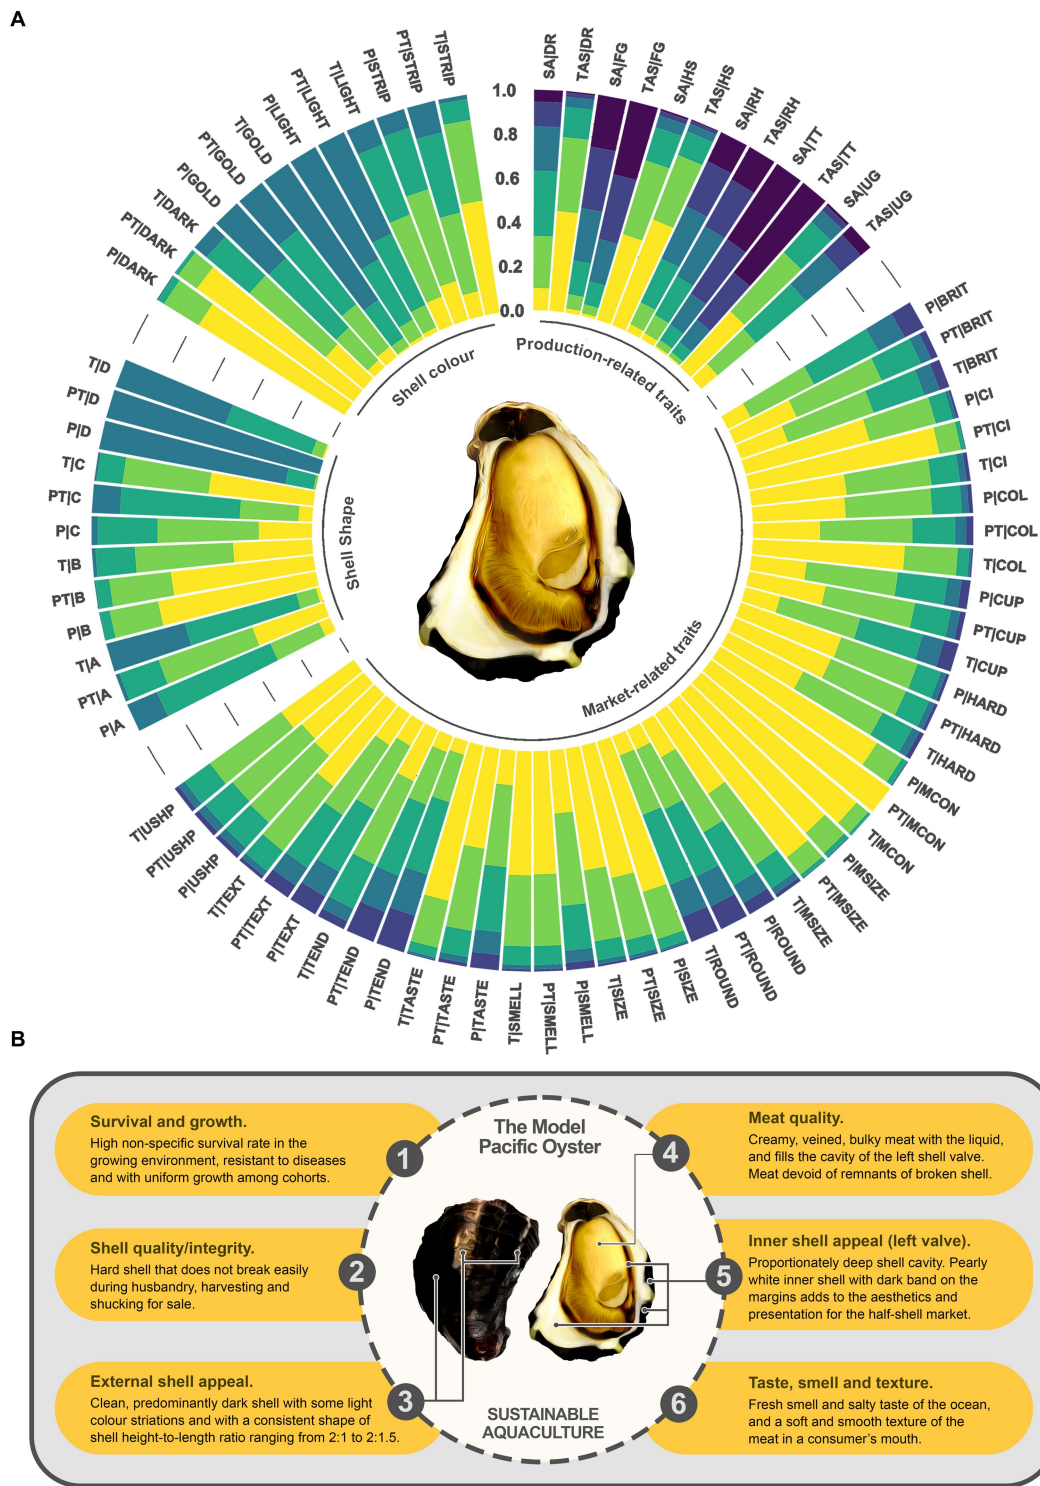 A
T|STRIP
PT|STRIP
P|STRIP
T|LIGHT
PT|LIGHT
P|LIGHT
T|GOLD
PT|GOLD
P|GOLD
T|DARK
PT|DARK
P|DARK
1.0
0.8
0.6
0.4
0.2
0.0
SA|DR
TAS|DR
SA|FG
TAS|FG
SA|HS
TAS|HS
SA|RH
TAS|RH
SA|TT
TAS|TT
SA|UG
TAS|UG
P|BRIT
PT|BRIT
T|BRIT
P|CI
PT|CI
T|CI
P|COL
PT|COL
T|COL
P|CUP
PT|CUP
T|CUP
P|HARD
PT|HARD
T|HARD
P|MCON
PT|MCON
T|MCON
P|MSIZE
PT|MSIZE
T|MSIZE
P|ROUND
PT|ROUND
T|ROUND
P|SIZE
PT|SIZE
T|SIZE
P|SMELL
PT|SMELL
T|SMELL
P|TASTE
PT|TASTE
T|TASTE
P|TEND
PT|TEND
T|TEND
P|TEXT
PT|TEXT
T|TEXT
P|USHP
PT|USHP
T|USHP
P|A
PT|A
T|A
P|B
PT|B
T|B
P|C
PT|C
T|C
P|D
PT|D
T|D
Shell colour
Production-related traits
Shell Shape
Market-related traits
B
The Model
Pacific Oyster
1
Survival and growth.
High non-specific survival rate in the
growing environment, resistant to diseases
and with uniform growth among cohorts.
2
Shell quality/integrity.
Hard shell that does not break easily
during husbandry, harvesting and
shucking for sale.
3
External shell appeal.
Clean, predominantly dark shell with some light
colour striations and with a consistent shape of
shell height-to-length ratio ranging from 2:1 to 2:1.5.
4
Meat quality.
Creamy, veined, bulky meat with the liquid,
and fills the cavity of the left shell valve.
Meat devoid of remnants of broken shell.
5
Inner shell appeal (left valve).
Proportionately deep shell cavity. Pearly
white inner shell with dark band on the
margins adds to the aesthetics and
presentation for the half-shell market.
6
Taste, smell and texture.
Fresh smell and salty taste of the ocean,
and a soft and smooth texture of the
meat in a consumer's mouth.
SUSTAINABLE
AQUACULTURE